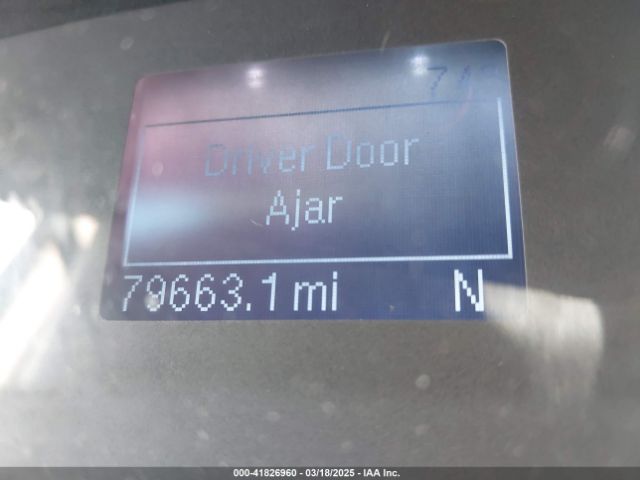 Driver Door
Ajar
79663.1 mi N
000-41826960 - 03/18/2025 - IAA Inc.